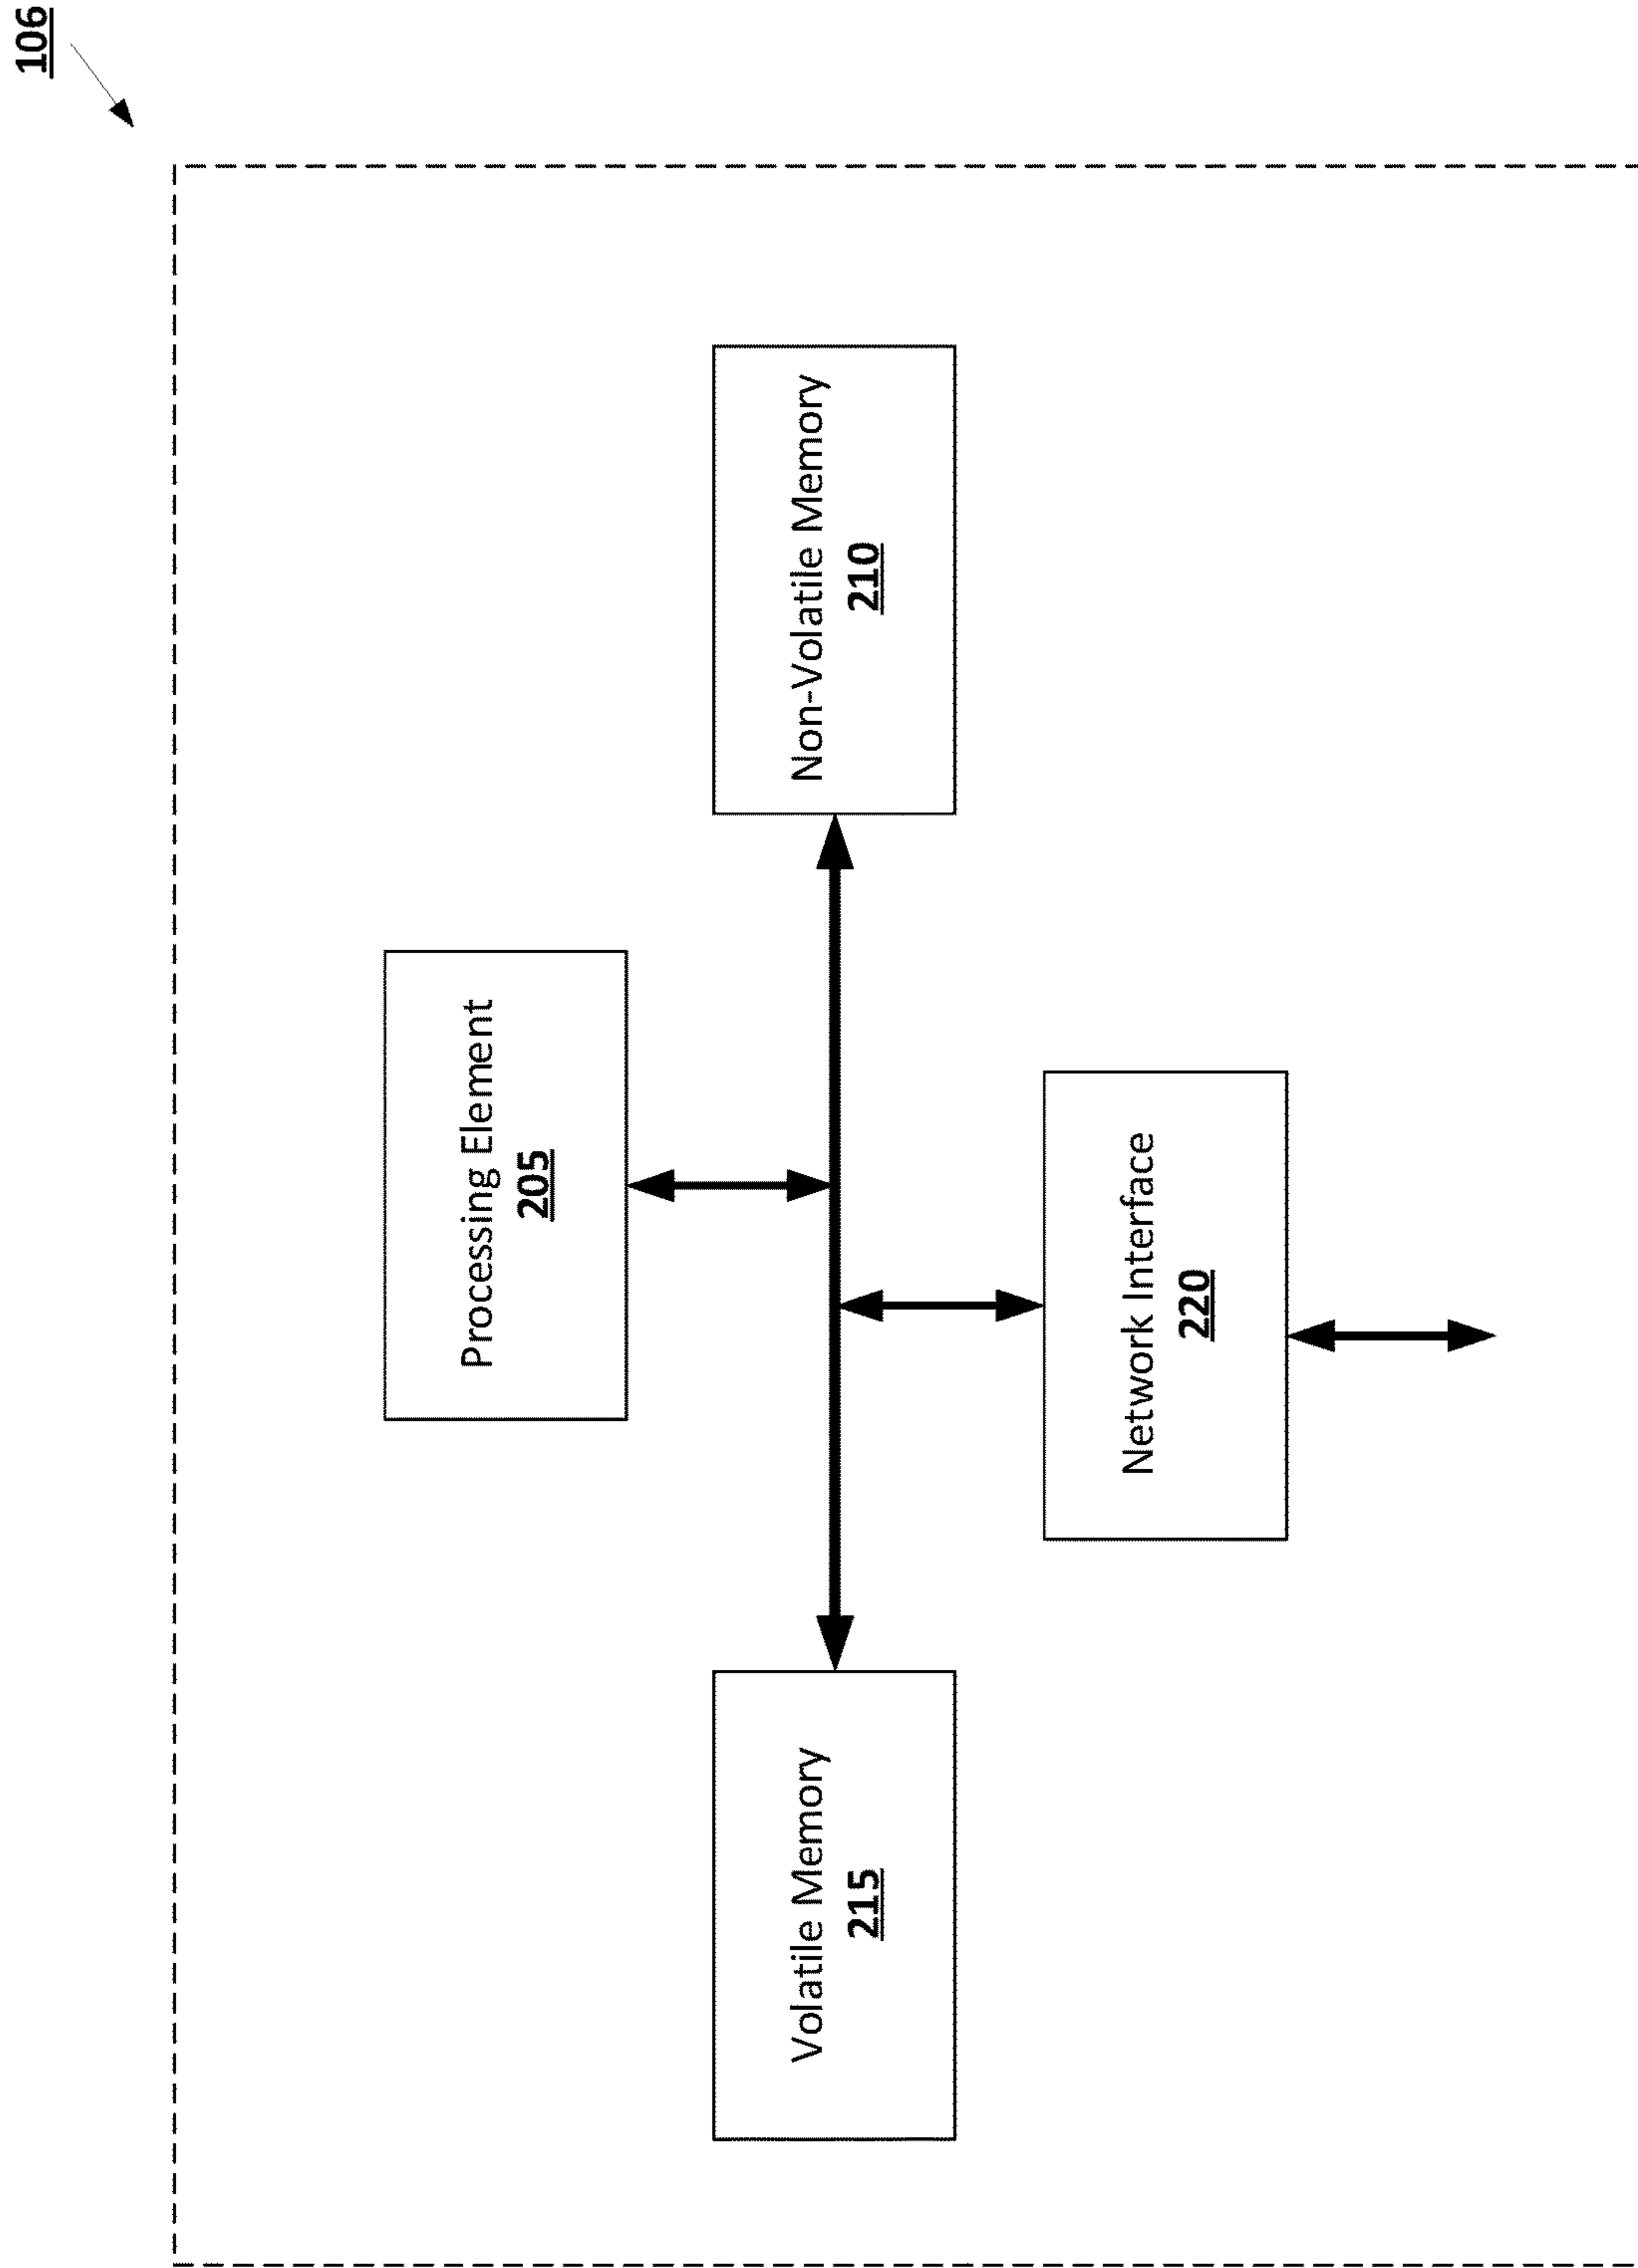 106
Processing Element
205
Volatile Memory
215
Non-Volatile Memory
210
Network Interface
220